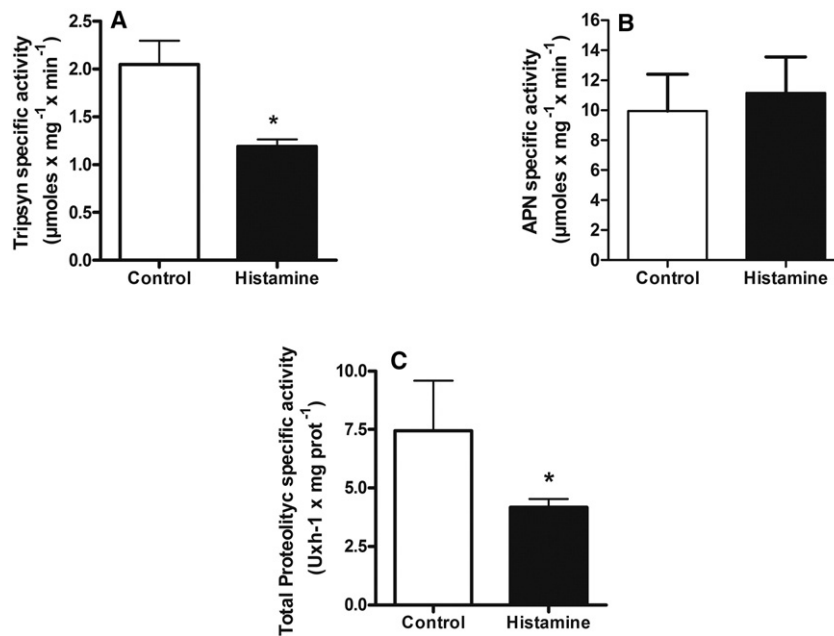 A
Tripsyn specific activity
(µmoles x mg⁻¹ x min⁻¹)
2.5
2.0
1.5
1.0
0.5
0.0
*
Control Histamine
B
APN specific activity
(µmoles x mg⁻¹ x min⁻¹)
16
14
12
10
8
6
4
2
0
Control Histamine
C
Total Proteolityc specific activity
(Uxh-1 x mg prot⁻¹)
10.0
7.5
5.0
2.5
0.0
*
Control Histamine